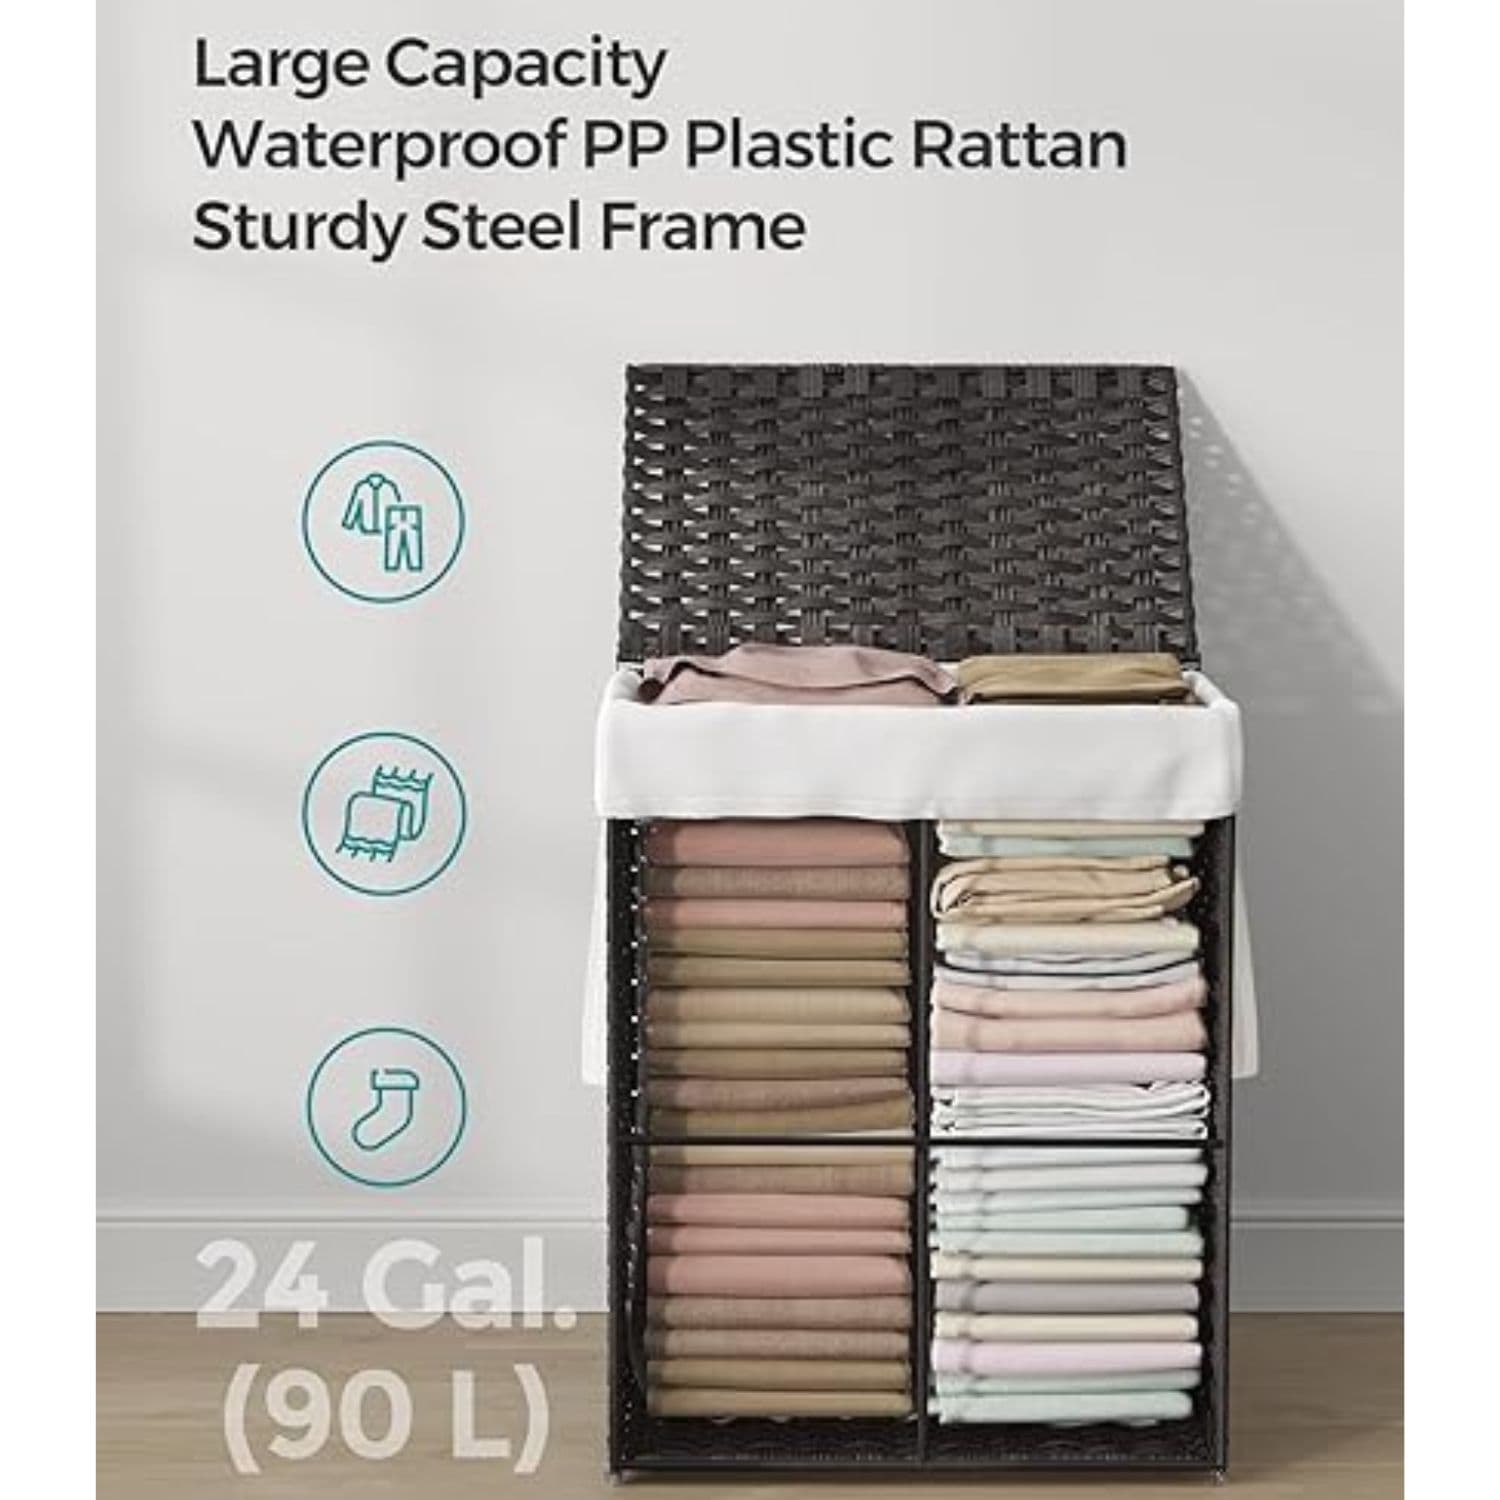 Large Capacity
Waterproof PP Plastic Rattan
Sturdy Steel Frame
24 Gal.
(90 L)